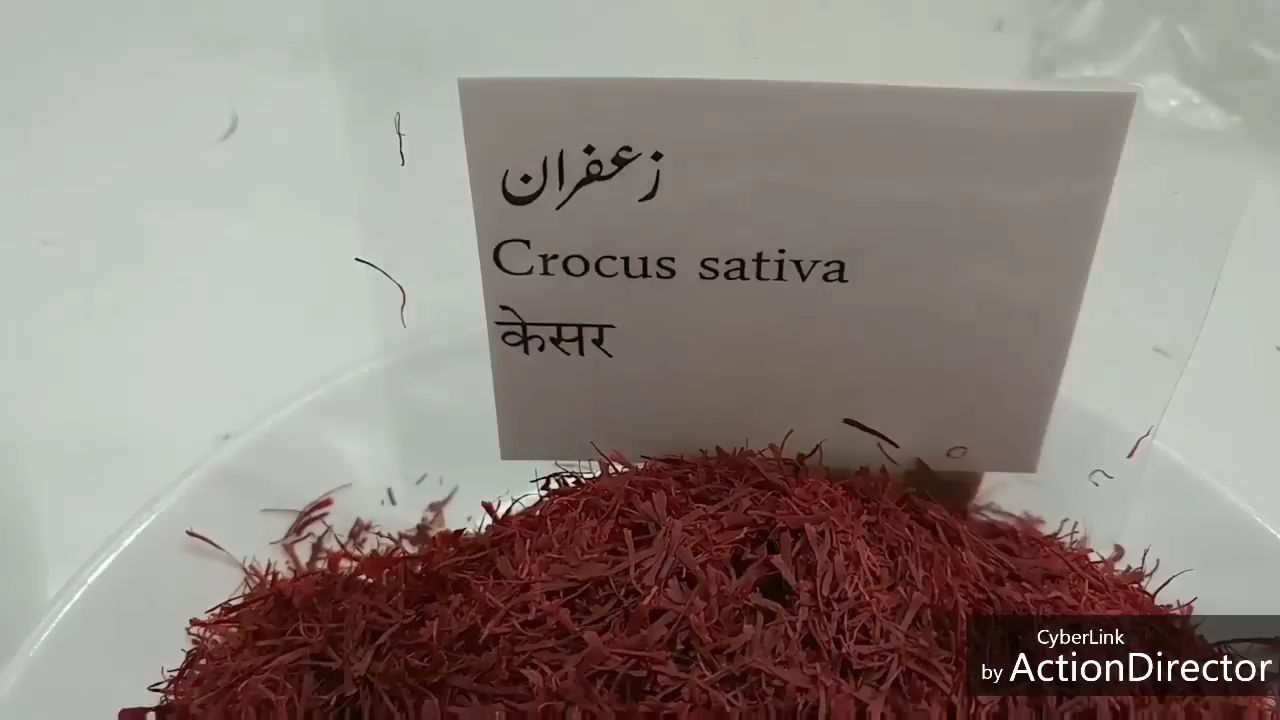 زعفران
Crocus sativa
केसर
CyberLink
by ActionDirector